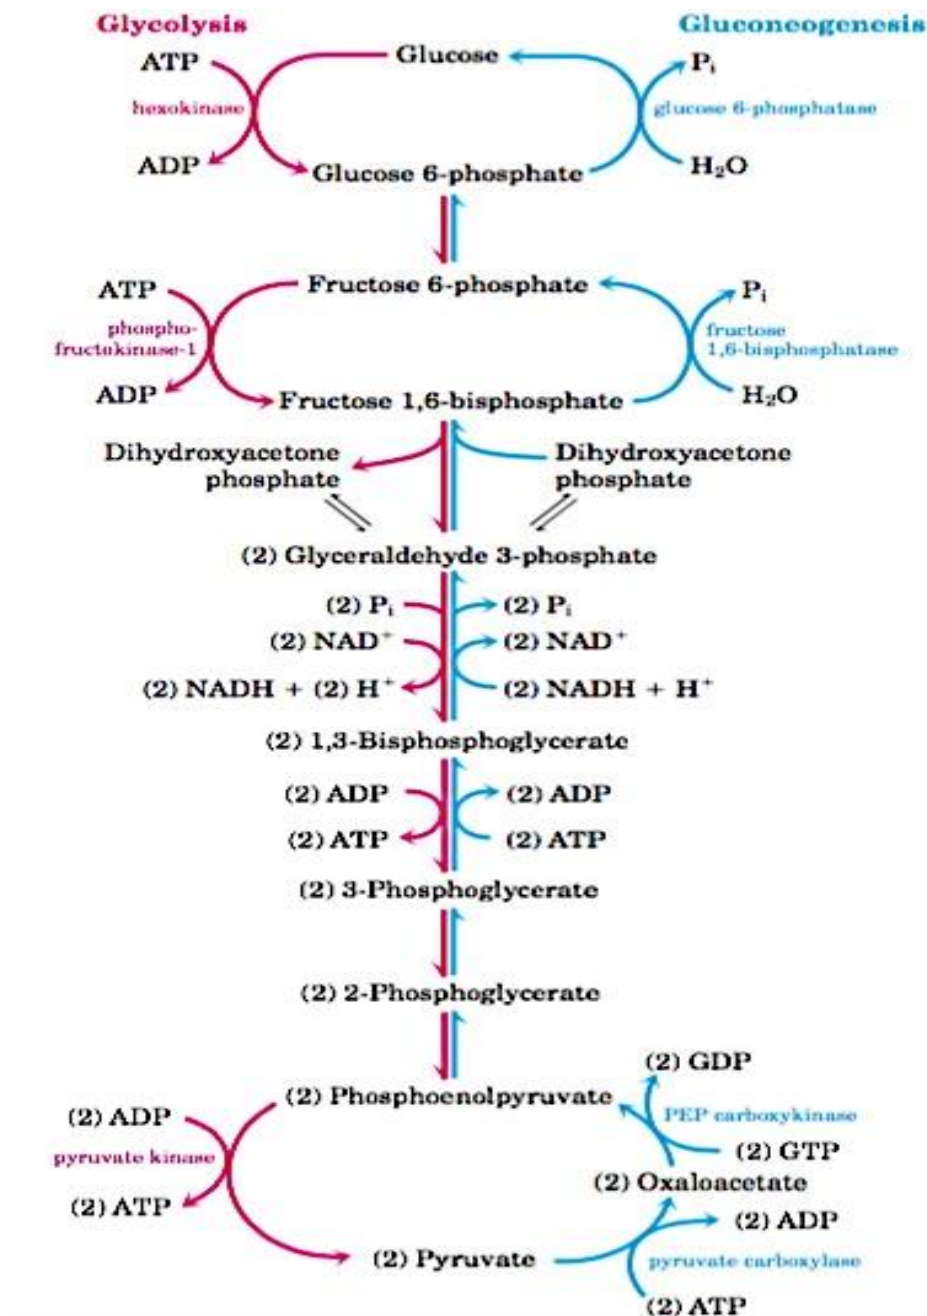 Glycolysis
Gluconeogenesis
ATP
Glucose
Pᵢ
hexokinase
glucose 6-phosphatase
ADP
Glucose 6-phosphate
H₂O
ATP
Fructose 6-phosphate
Pᵢ
phospho-
fructokinase-1
fructose
1,6-bisphosphatase
ADP
Fructose 1,6-bisphosphate
H₂O
Dihydroxyacetone
phosphate
Dihydroxyacetone
phosphate
(2) Glyceraldehyde 3-phosphate
(2) Pᵢ
(2) Pᵢ
(2) NAD⁺
(2) NAD⁺
(2) NADH + (2) H⁺
(2) NADH + H⁺
(2) 1,3-Bisphosphoglycerate
(2) ADP
(2) ADP
(2) ATP
(2) ATP
(2) 3-Phosphoglycerate
(2) 2-Phosphoglycerate
(2) GDP
(2) Phosphoenolpyruvate
(2) ADP
PEP carboxykinase
pyruvate kinase
(2) GTP
(2) Oxaloacetate
(2) ATP
(2) ADP
(2) Pyruvate
pyruvate carboxylase
(2) ATP